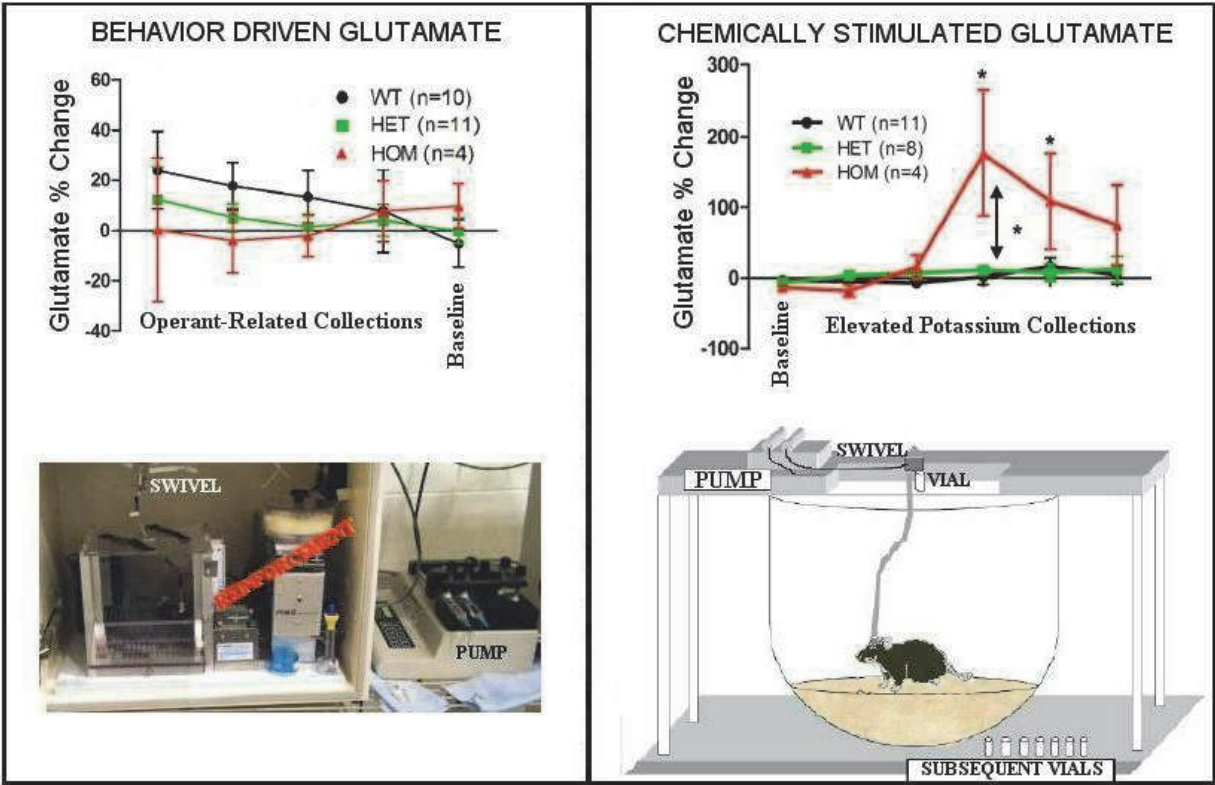 BEHAVIOR DRIVEN GLUTAMATE
Glutamate % Change
60
40
20
0
-20
-40
WT (n=10)
HET (n=11)
HOM (n=4)
Operant-Related Collections
Baseline
SWIVEL
PUMP
CHEMICALLY STIMULATED GLUTAMATE
Glutamate % Change
300
200
100
0
-100
WT (n=11)
HET (n=8)
HOM (n=4)
*
*
*
Baseline
Elevated Potassium Collections
SWIVEL
PUMP
VIAL
SUBSEQUENT VIALS